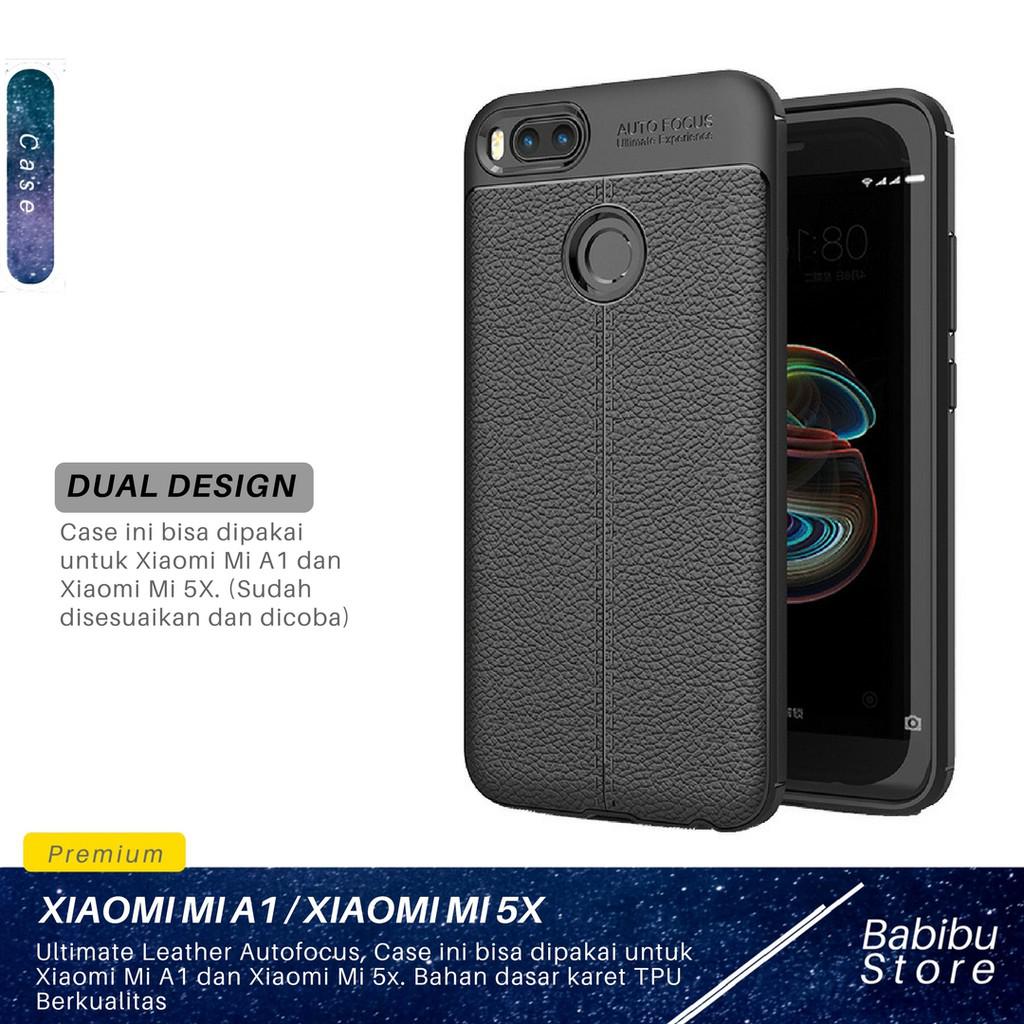 Case
AUTO FOCUS
Ultimate Experience
DUAL DESIGN
Case ini bisa dipakai
untuk Xiaomi Mi A1 dan
Xiaomi Mi 5X. (Sudah
disesuaikan dan dicoba)
Premium
XIAOMI MI A1 / XIAOMI MI 5X
Ultimate Leather Autofocus, Case ini bisa dipakai untuk
Xiaomi Mi A1 dan Xiaomi Mi 5x. Bahan dasar karet TPU
Berkualitas
Babibu
Store